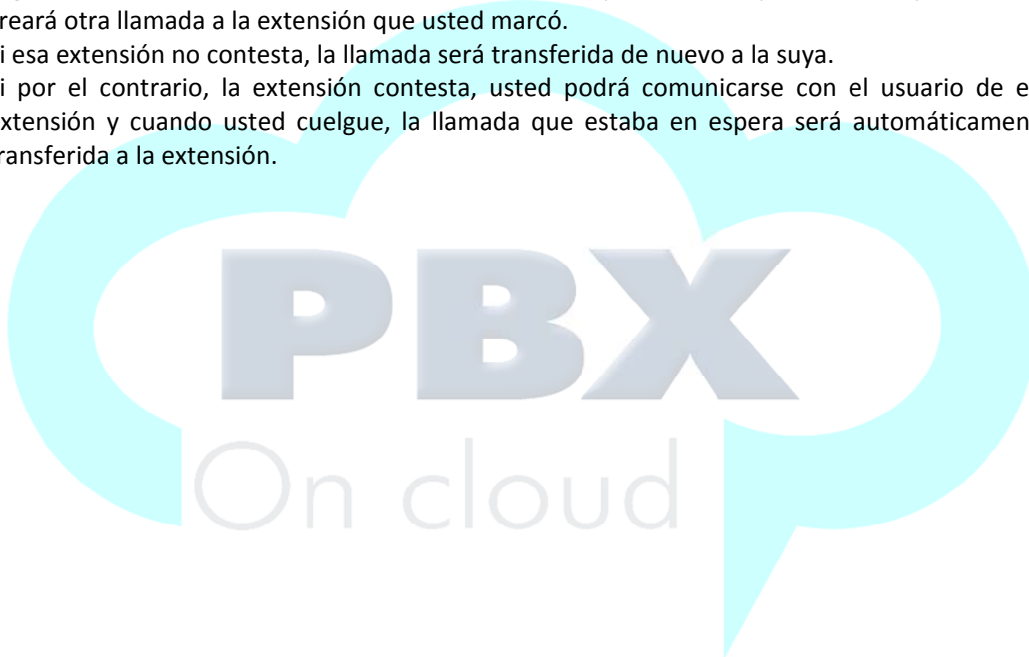 reará otra llamada a la extensión que usted marcó.
i esa extensión no contesta, la llamada será transferida de nuevo a la suya.
i por el contrario, la extensión contesta, usted podrá comunicarse con el usuario de e
xtensión y cuando usted cuelgue, la llamada que estaba en espera será automáticamen
ransferida a la extensión.
PBX
On cloud